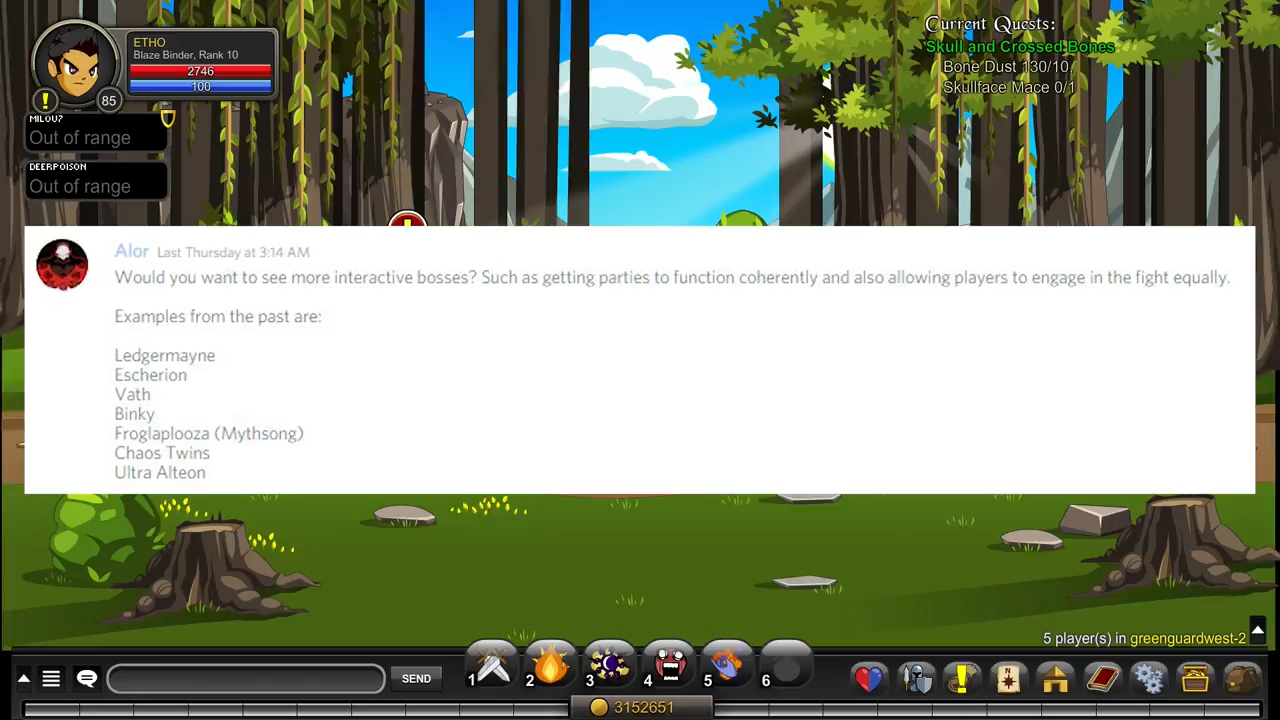 ETHO
Blaze Binder, Rank 10
2746
100
85
MILOU?
Out of range
DEERPOISON
Out of range
Current Quests:
Skull and Crossed Bones
Bone Dust 130/10,
Skullface Mace 0/1
Alor Last Thursday at 3:14 AM
Would you want to see more interactive bosses? Such as getting parties to function coherently and also allowing players to engage in the fight equally.
Examples from the past are:
Ledgermayne
Escherion
Vath
Binky
Froglaplooza (Mythsong)
Chaos Twins
Ultra Alteon
5 player(s) in greenguardwest-2
SEND
1 2 3 4 5 6
3152651